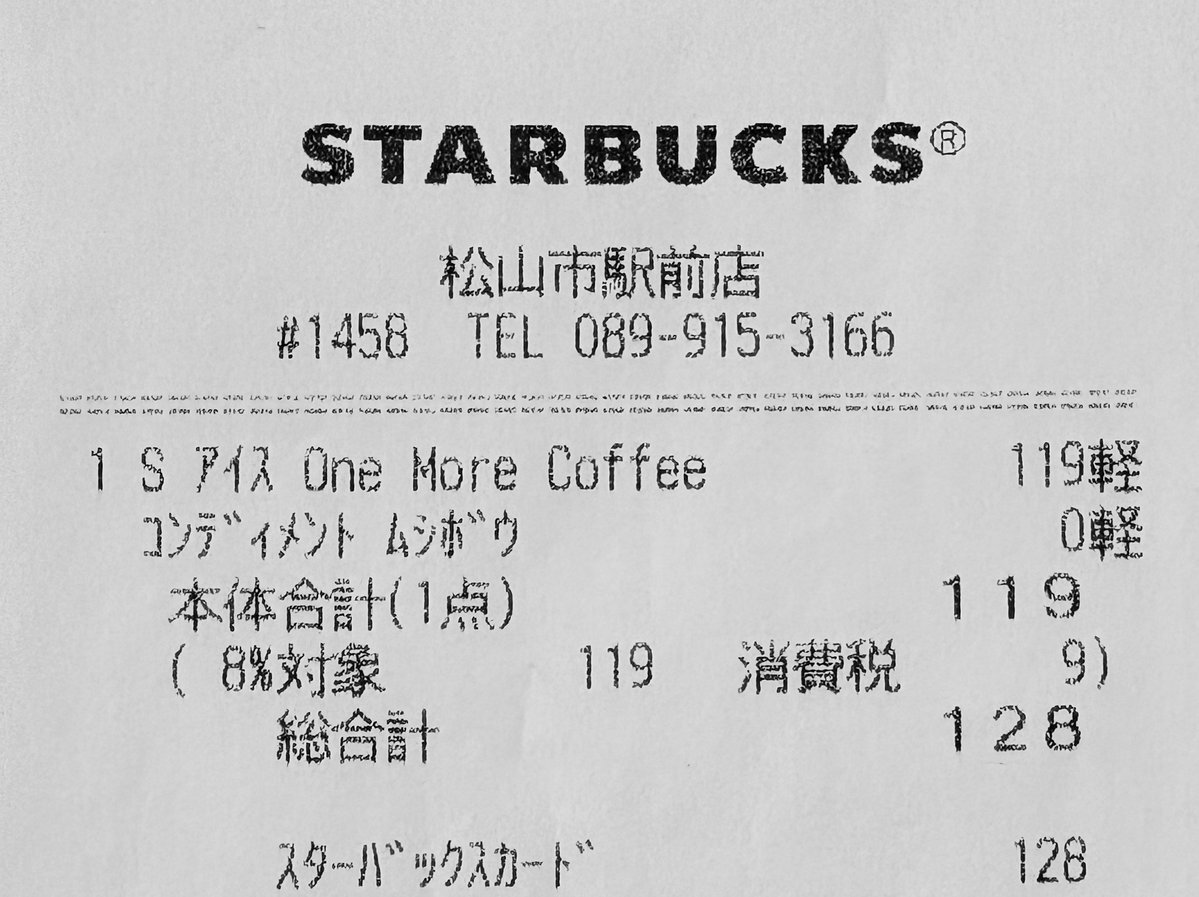 STARBUCKS®
松山市駅前店
#1458 TEL 089-915-3166
1 S アイス One More Coffee 119軽
コンディメント ムシボウ 0軽
本体合計(1点) 119
( 8%対象 119 消費税 9)
総合計 128
スターバックスカード 128